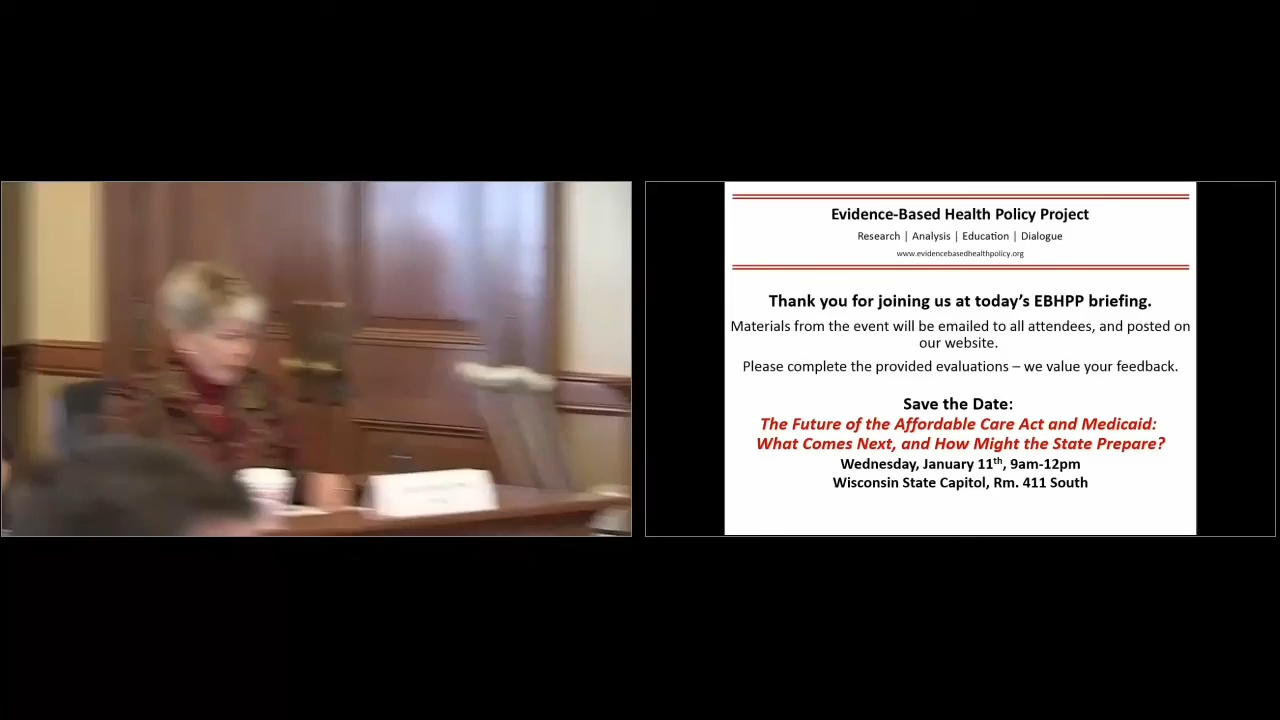 Evidence-Based Health Policy Project
Research | Analysis | Education | Dialogue
www.evidencebasedhealthpolicy.org
Thank you for joining us at today's EBHPP briefing.
Materials from the event will be emailed to all attendees, and posted on
our website.
Please complete the provided evaluations – we value your feedback.
Save the Date:
The Future of the Affordable Care Act and Medicaid:
What Comes Next, and How Might the State Prepare?
Wednesday, January 11th, 9am-12pm
Wisconsin State Capitol, Rm. 411 South